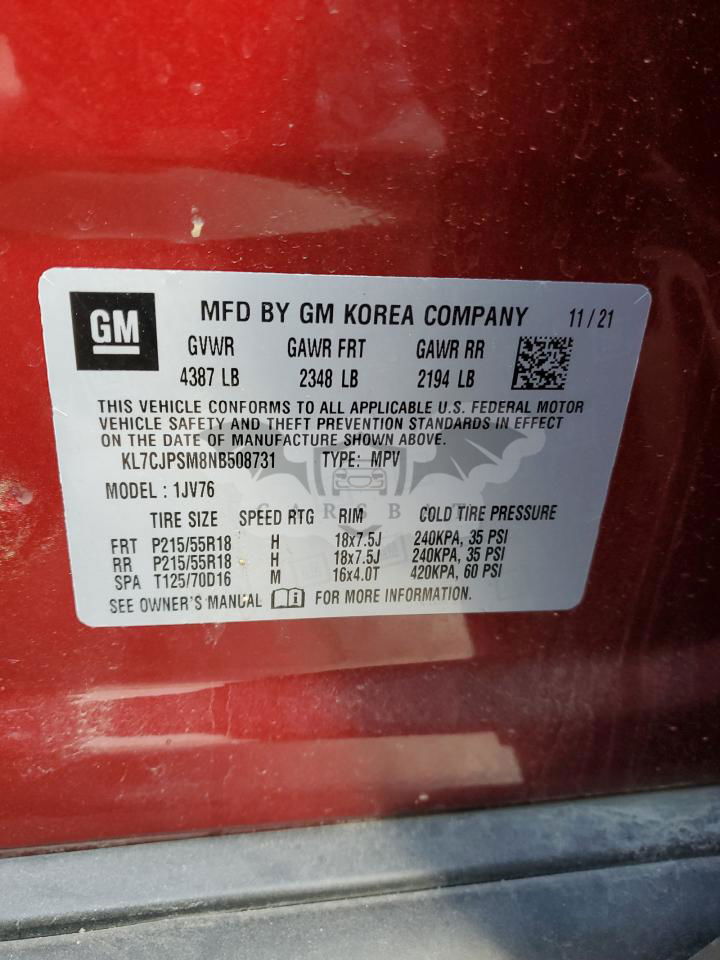 GM MFD BY GM KOREA COMPANY 11/21
GVWR GAWR FRT GAWR RR
4387 LB 2348 LB 2194 LB
THIS VEHICLE CONFORMS TO ALL APPLICABLE U.S. FEDERAL MOTOR
VEHICLE SAFETY AND THEFT PREVENTION STANDARDS IN EFFECT
ON THE DATE OF MANUFACTURE SHOWN ABOVE.
KL7CJPSM8NB508731 TYPE: MPV
MODEL : 1JV76
CARSBAT
TIRE SIZE SPEED RTG RIM COLD TIRE PRESSURE
FRT P215/55R18 H 18x7.5J 240KPA, 35 PSI
RR P215/55R18 H 18x7.5J 240KPA, 35 PSI
SPA T125/70D16 M 16x4.0T 420KPA, 60 PSI
SEE OWNER'S MANUAL FOR MORE INFORMATION.